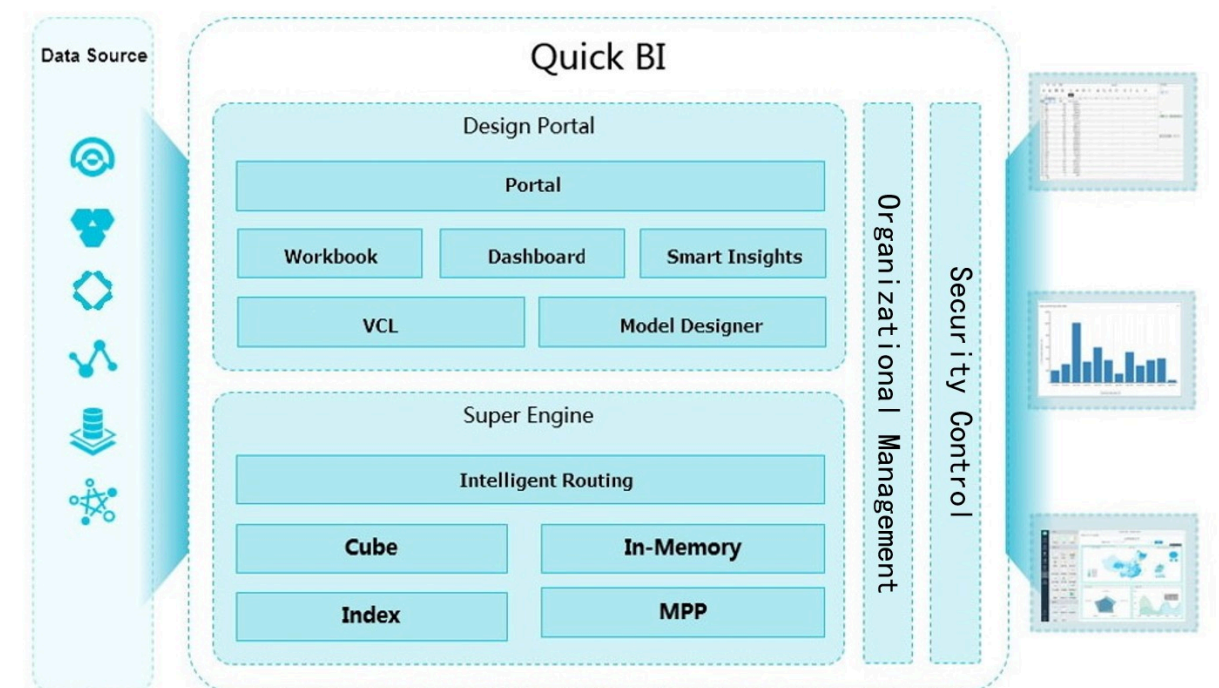 Data Source
Quick BI
Design Portal
Portal
Workbook
Dashboard
Smart Insights
VCL
Model Designer
Super Engine
Intelligent Routing
Cube
In-Memory
Index
MPP
Organizational Management
Security Control